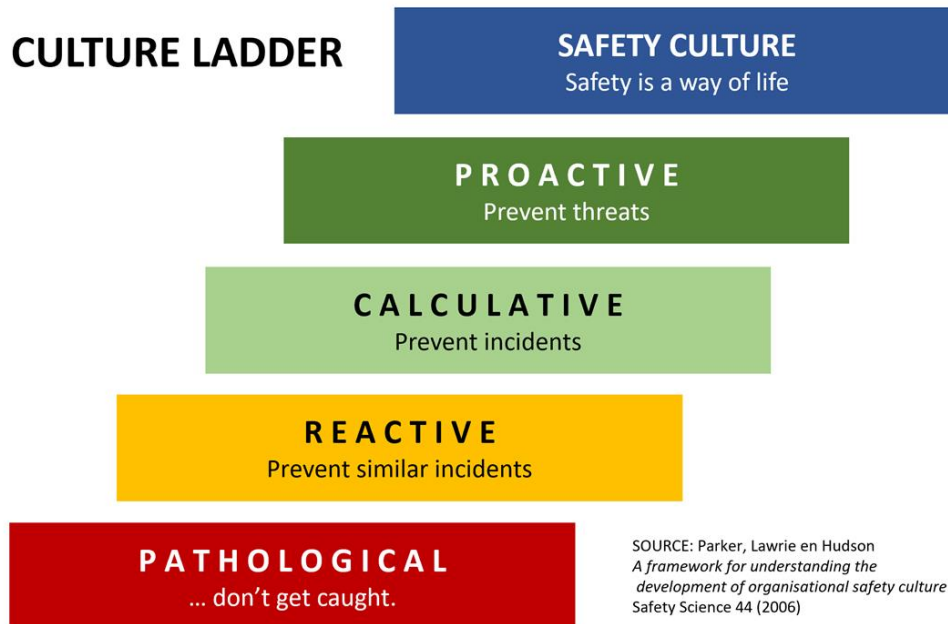 CULTURE LADDER
SAFETY CULTURE
Safety is a way of life
PROACTIVE
Prevent threats
CALCULATIVE
Prevent incidents
REACTIVE
Prevent similar incidents
PATHOLOGICAL
... don't get caught.
SOURCE: Parker, Lawrie en Hudson
A framework for understanding the
development of organisational safety culture
Safety Science 44 (2006)